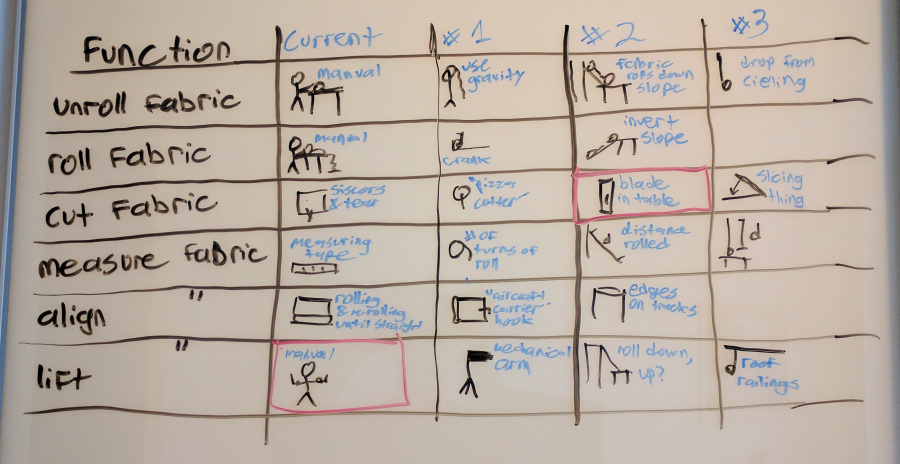 Function Current #1 #2 #3
unroll Fabric manual use gravity fabric rolls down slope drop from cieling
roll Fabric manual crank invert slope
cut Fabric siscors & tear "pizza cutter" blade in table slicing thing
measure fabric measuring tape # of turns of roll distance rolled d
align " rolling & re-rolling until straight "aircraft carrier" hook edges on tracks
lift " manual mechanical arm roll down, up? roof railings